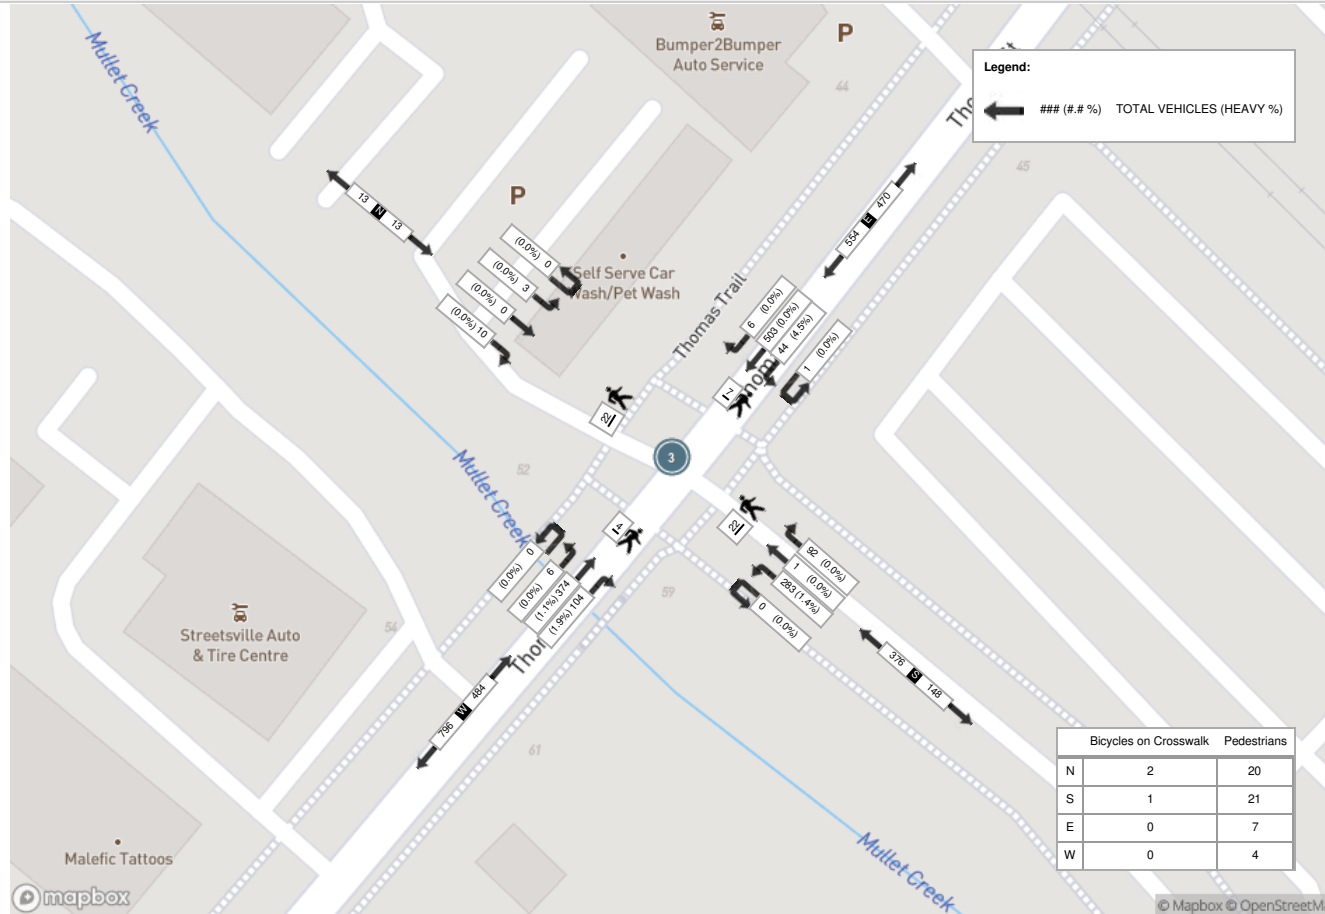 Mullet Creek
Bumper2Bumper
Auto Service
P
44
Legend:
### (#.# %) TOTAL VEHICLES (HEAVY %)
45
P
13 N 13
554 E 470
(0.0%) 0
(0.0%) 3
(0.0%) 0
(0.0%) 10
Self Serve Car
Wash/Pet Wash
Thomas Trail
6 (0.0%)
503 (0.0%)
44 (4.5%)
1 (0.0%)
7
22
3
52
Mullet Creek
4
22
(0.0%) 0
(0.0%) 6
(1.1%) 374
(1.9%) 104
92 (0.0%)
1 (0.0%)
283 (1.4%)
0 (0.0%)
59
54
Streetsville Auto
& Tire Centre
796 W 484
376 S 148
61
Bicycles on Crosswalk Pedestrians
N 2 20
S 1 21
E 0 7
W 0 4
Malefic Tattoos
Mullet Creek
mapbox
© Mapbox © OpenStreetM